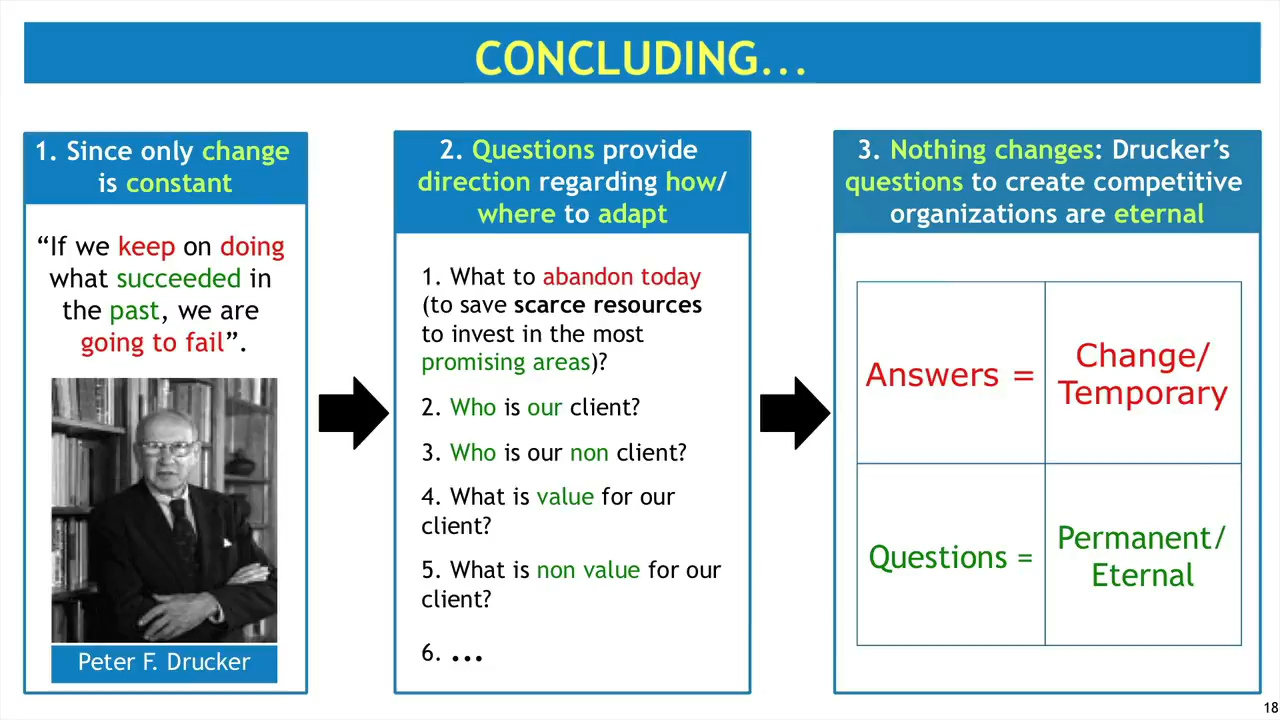 CONCLUDING...
1. Since only change
is constant
“If we keep on doing
what succeeded in
the past, we are
going to fail”.
Peter F. Drucker
2. Questions provide
direction regarding how/
where to adapt
1. What to abandon today
(to save scarce resources
to invest in the most
promising areas)?
2. Who is our client?
3. Who is our non client?
4. What is value for our
client?
5. What is non value for our
client?
6. ...
3. Nothing changes: Drucker’s
questions to create competitive
organizations are eternal
Answers =
Change/
Temporary
Questions =
Permanent/
Eternal
18